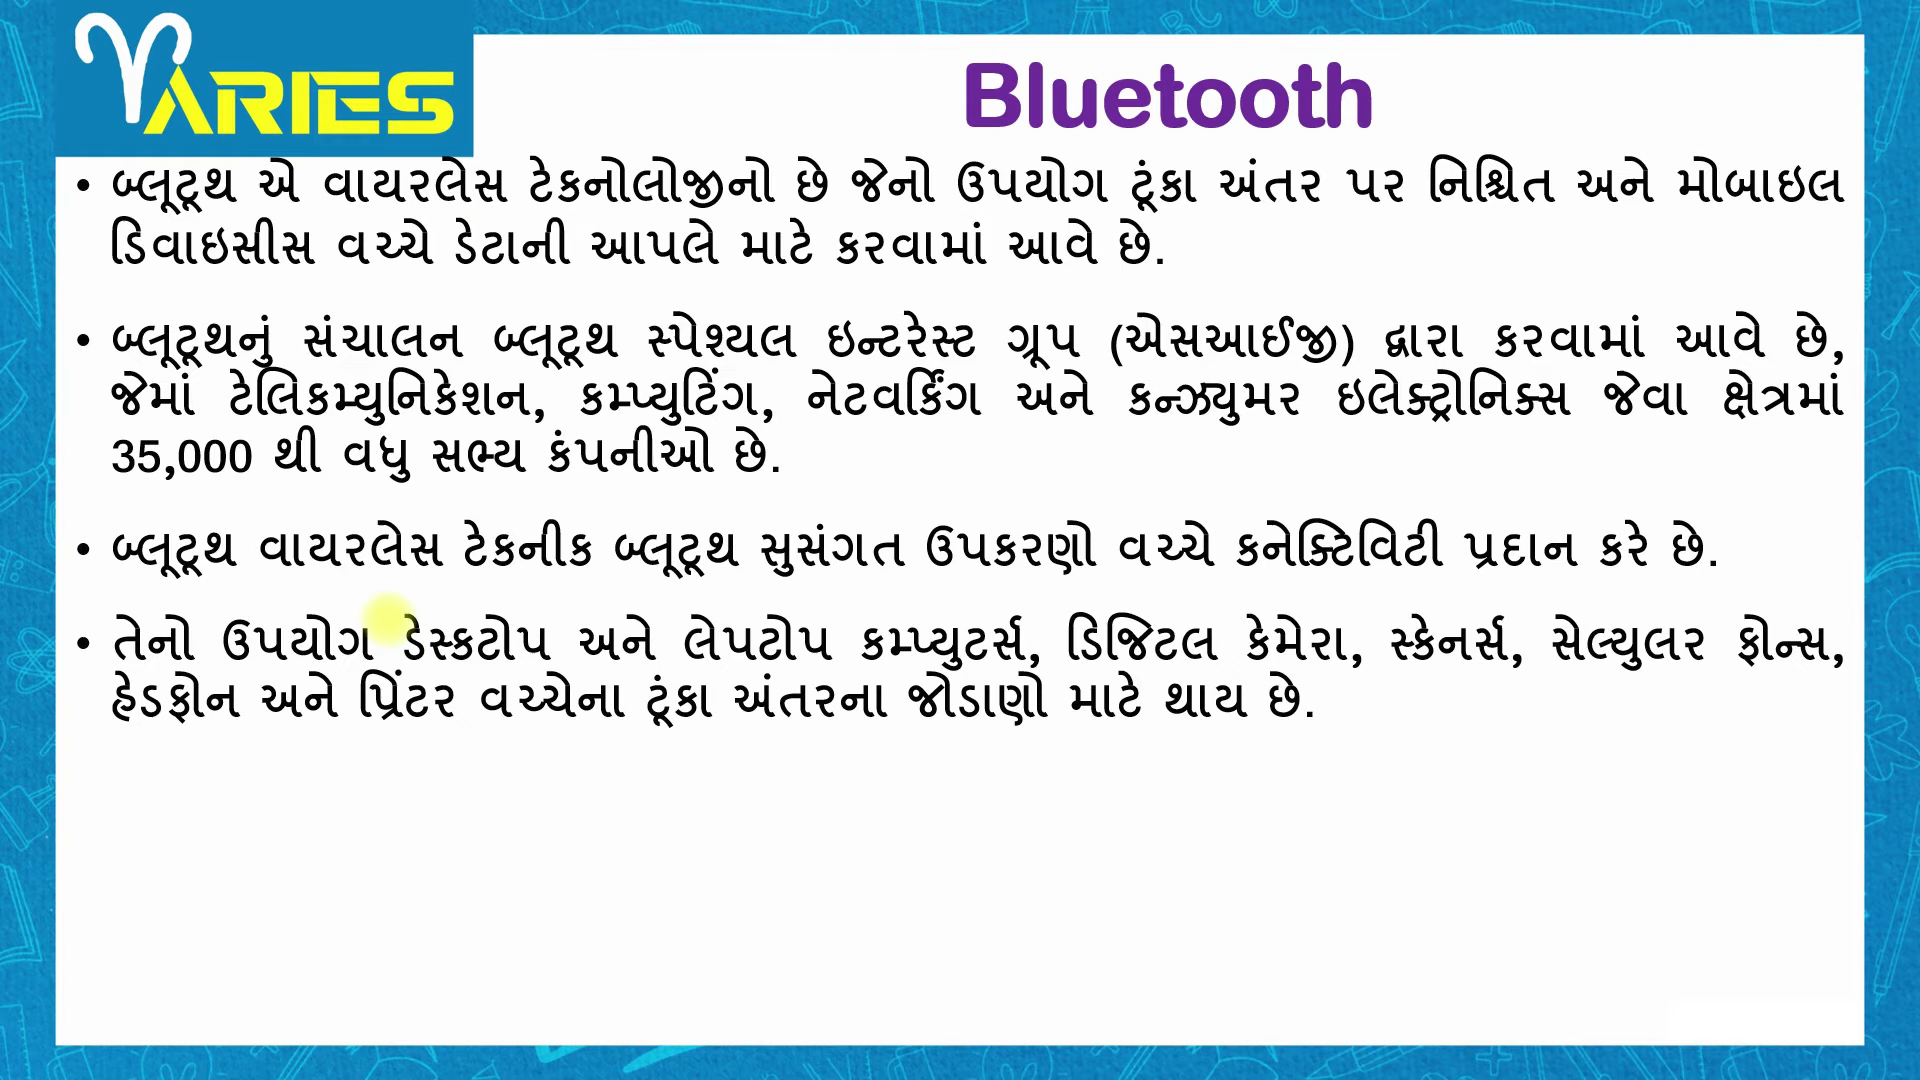 ARIES
Bluetooth
• બ્લૂટૂથ એ વાયરલેસ ટેકનોલોજીનો છે જેનો ઉપયોગ ટૂંકા અંતર પર નિશ્ચિત અને મોબાઇલ
ડિવાઇસીસ વચ્ચે ડેટાની આપલે માટે કરવામાં આવે છે.
• બ્લૂટૂથનું સંચાલન બ્લૂટૂથ સ્પેશ્યલ ઇન્ટરેસ્ટ ગ્રૂપ (એસઆઈજી) દ્વારા કરવામાં આવે છે,
જેમાં ટેલિકમ્યુનિકેશન, કમ્પ્યુટિંગ, નેટવર્કિંગ અને કન્ઝ્યુમર ઇલેક્ટ્રોનિક્સ જેવા ક્ષેત્રમાં
35,000 થી વધુ સભ્ય કંપનીઓ છે.
• બ્લૂટૂથ વાયરલેસ ટેકનીક બ્લૂટૂથ સુસંગત ઉપકરણો વચ્ચે કનેક્ટિવિટી પ્રદાન કરે છે.
• તેનો ઉપયોગ ડેસ્કટોપ અને લેપટોપ કમ્પ્યુટર્સ, ડિજિટલ કેમેરા, સ્કેનર્સ, સેલ્યુલર ફોન્સ,
હેડફોન અને પ્રિંટર વચ્ચેના ટૂંકા અંતરના જોડાણો માટે થાય છે.